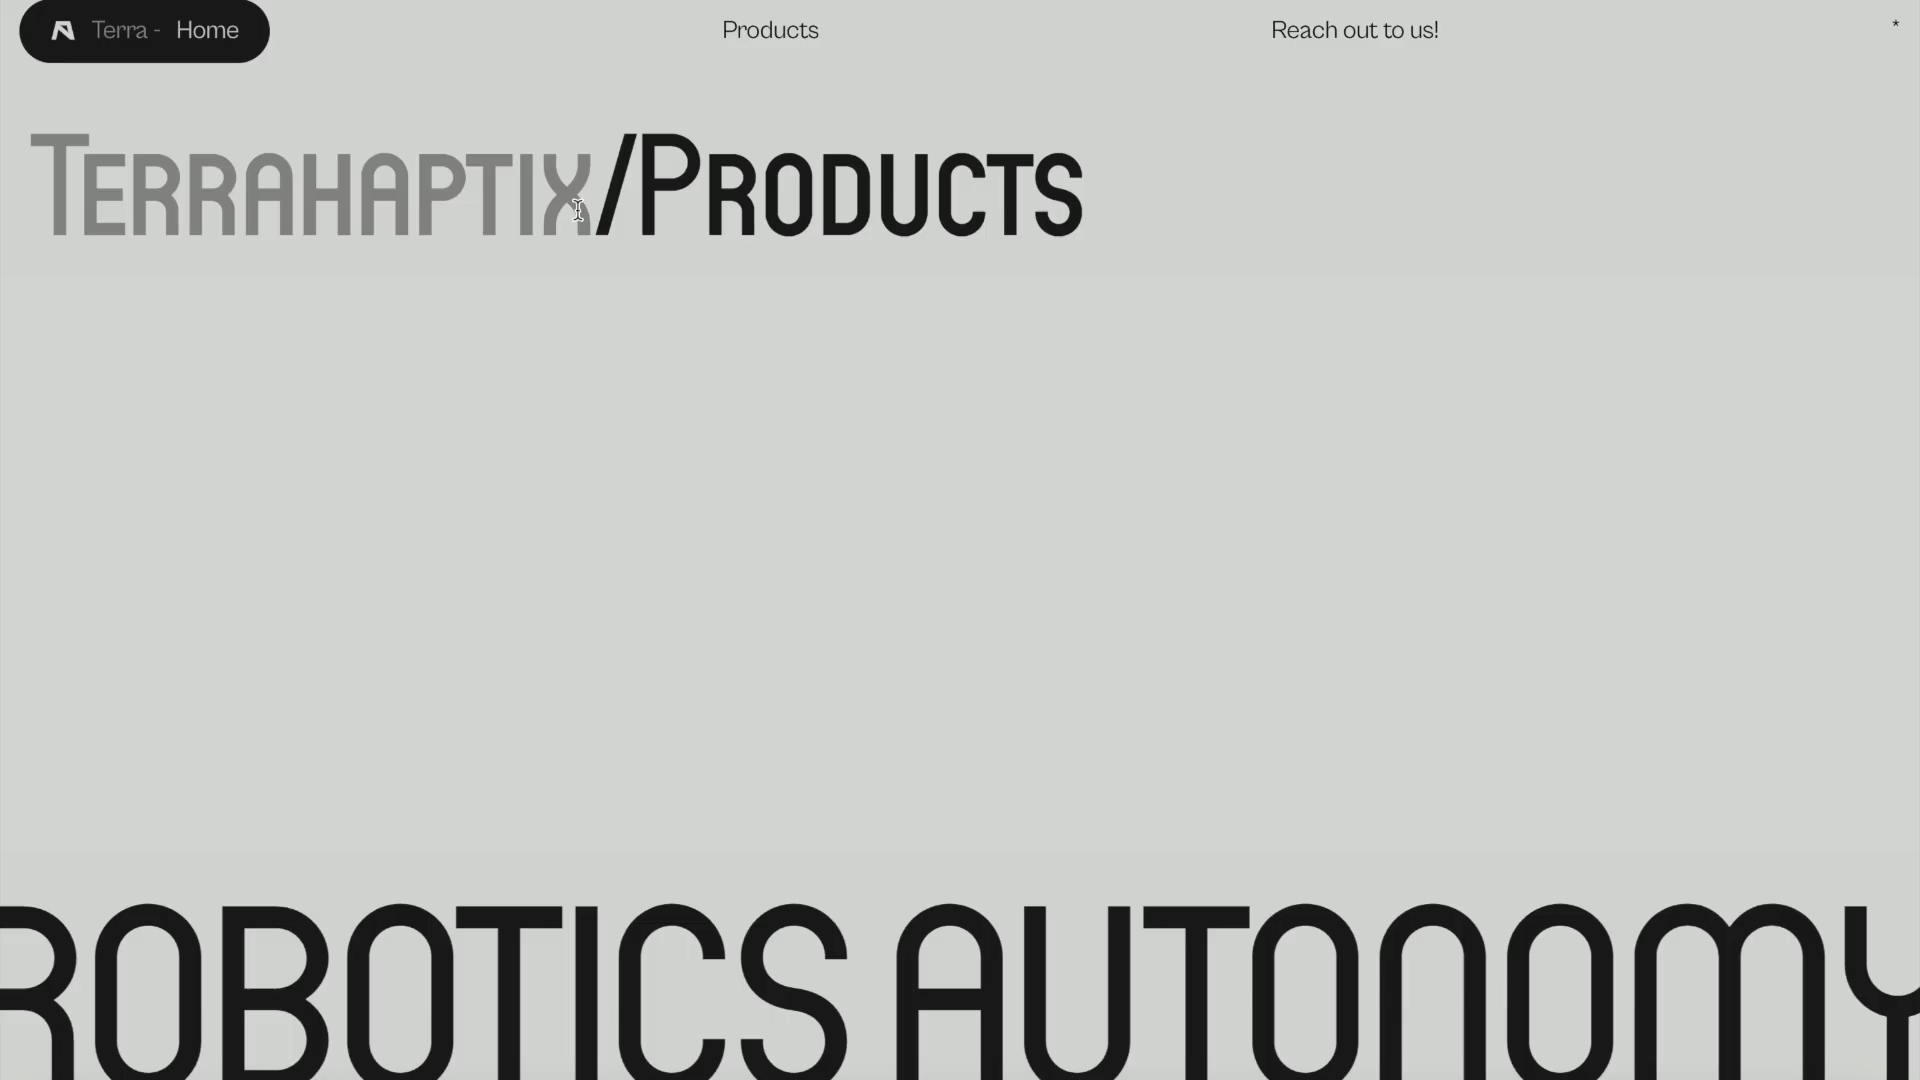 Terra - Home
Products
Reach out to us!
*
Terrahaptix/Products
ROBOTICS AUTONOMY